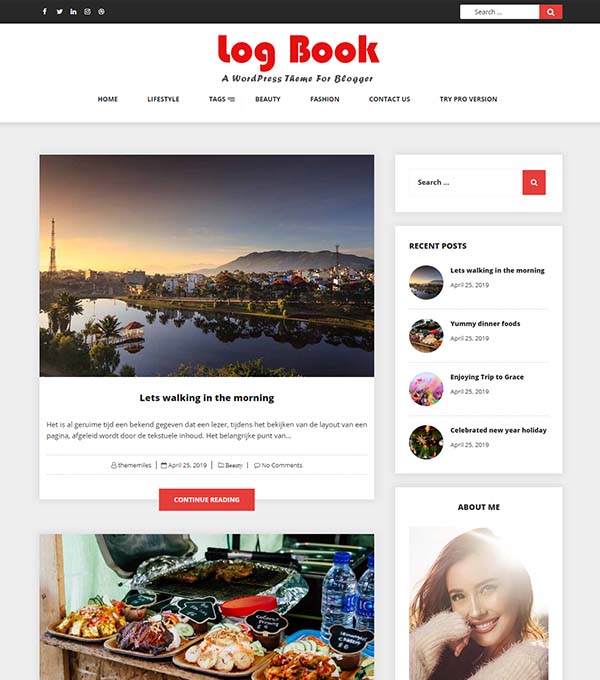 Search ...
Log Book
A WordPress Theme For Blogger
HOME LIFESTYLE TAGS BEAUTY FASHION CONTACT US TRY PRO VERSION
Lets walking in the morning
Het is al geruime tijd een bekend gegeven dat een lezer, tijdens het bekijken van de layout van een
pagina, afgeleid wordt door de tekstuele inhoud. Het belangrijke punt van...
thememiles | April 25, 2019 | Beauty | No Comments
CONTINUE READING
Search ...
RECENT POSTS
Lets walking in the morning
April 25, 2019
Yummy dinner foods
April 25, 2019
Enjoying Trip to Grace
April 25, 2019
Celebrated new year holiday
April 25, 2019
ABOUT ME